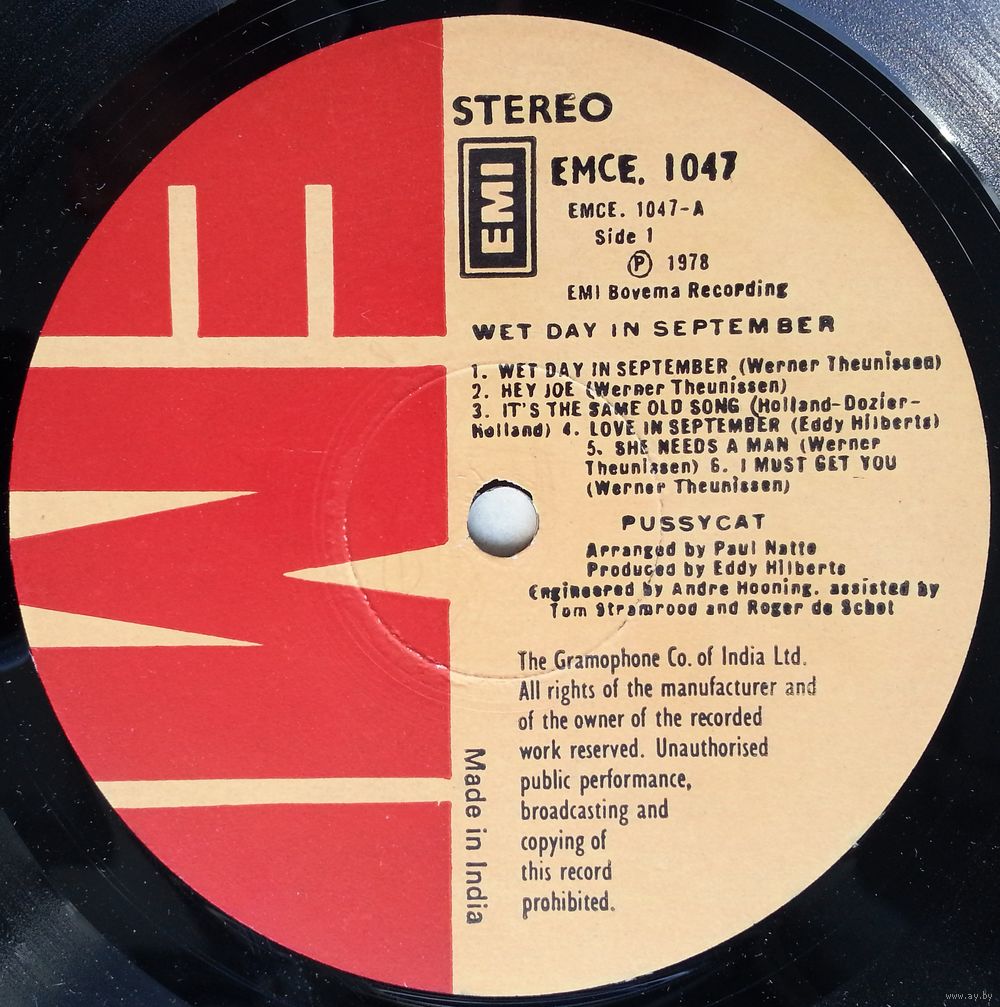 STEREO
EMI
EMCE. 1047
EMCE. 1047-A
Side 1
Ⓟ 1978
EMI Bovema Recording
WET DAY IN SEPTEMBER
1. WET DAY IN SEPTEMBER (Werner Theunissen)
2. HEY JOE (Werner Theunissen)
3. IT'S THE SAME OLD SONG (Holland-Dozier-
Holland) 4. LOVE IN SEPTEMBER (Eddy Hilberts)
5. SHE NEEDS A MAN (Werner
Theunissen) 6. I MUST GET YOU
(Werner Theunissen)
PUSSYCAT
Arranged by Paul Natte
Produced by Eddy Hilberts
Engineered by Andre Hooning. assisted by
Tom Stramrood and Roger de Schot
The Gramophone Co. of India Ltd.
All rights of the manufacturer and
of the owner of the recorded
work reserved. Unauthorised
public performance,
broadcasting and
copying of
this record
prohibited.
Made in India
EMI
www.ay.by